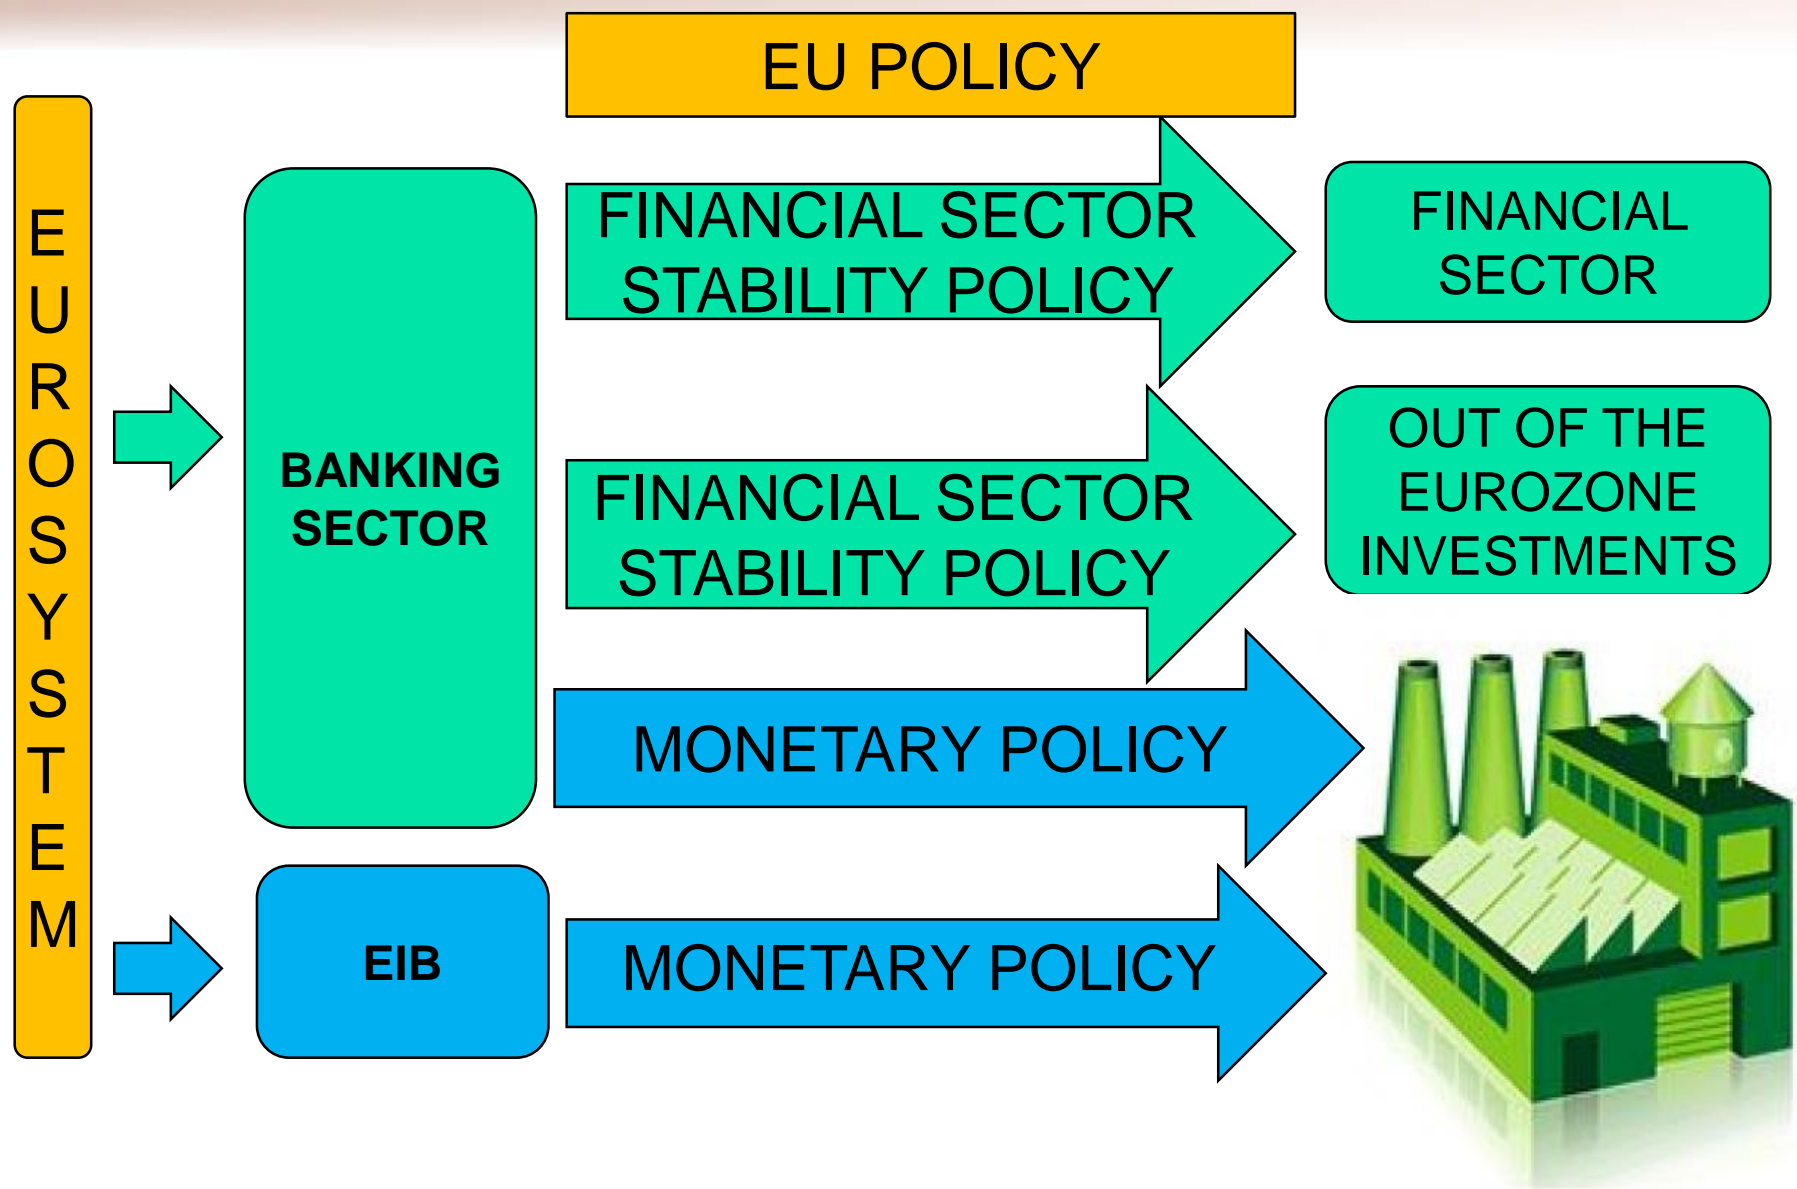 EU POLICY
EUROSYSTEM
BANKING
SECTOR
FINANCIAL SECTOR
STABILITY POLICY
FINANCIAL
SECTOR
FINANCIAL SECTOR
STABILITY POLICY
OUT OF THE
EUROZONE
INVESTMENTS
MONETARY POLICY
EIB
MONETARY POLICY